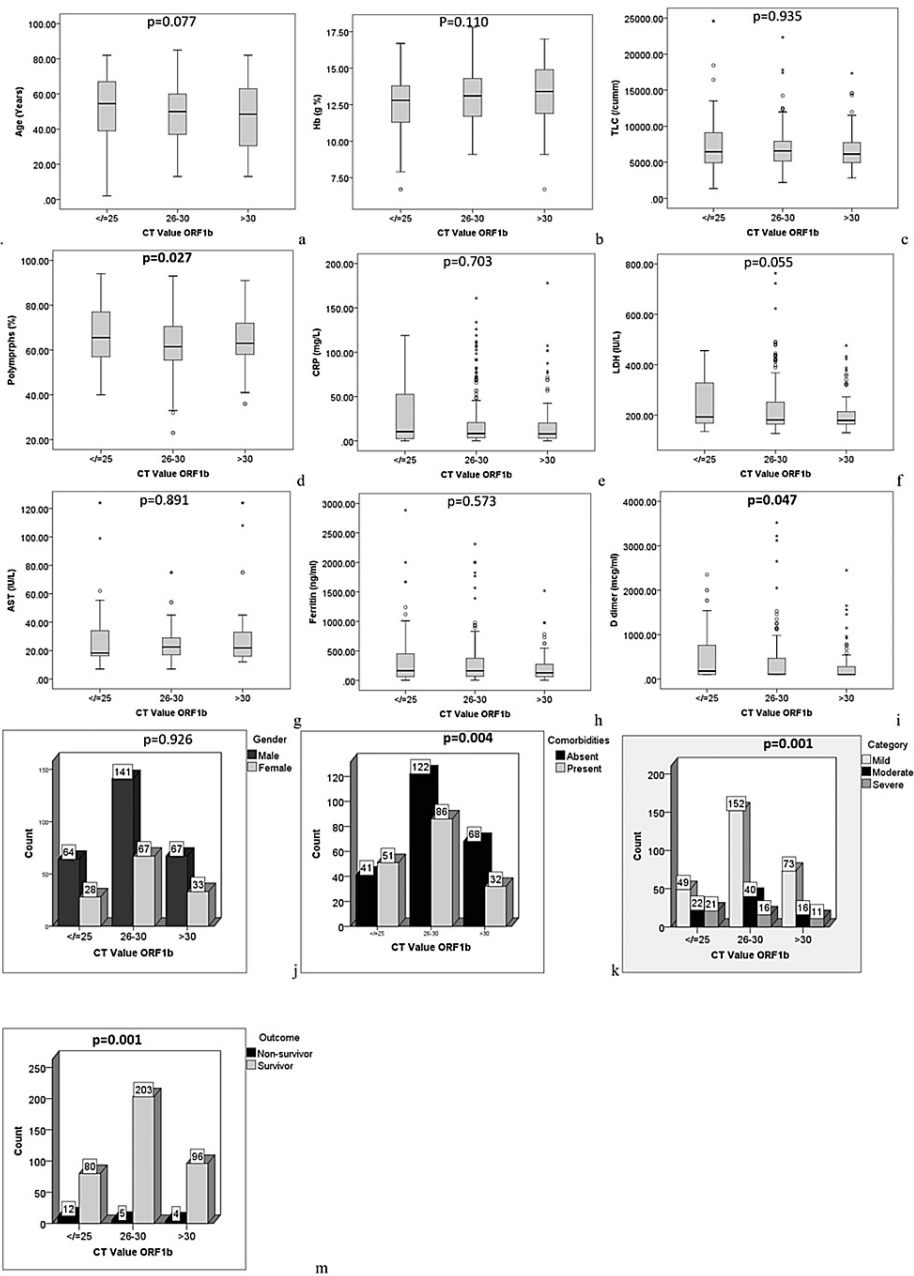 p=0.077
100.00
80.00
60.00
40.00
20.00
.00
Age (Years)
</=25 26-30 >30
CT Value ORF1b
a
P=0.110
17.50
15.00
12.50
10.00
7.50
Hb (g %)
</=25 26-30 >30
CT Value ORF1b
b
p=0.935
25000.00
20000.00
15000.00
10000.00
5000.00
.00
TLC (/cumm)
</=25 26-30 >30
CT Value ORF1b
c
p=0.027
100.00
80.00
60.00
40.00
20.00
Polymprphs (%)
</=25 26-30 >30
CT Value ORF1b
d
p=0.703
200.00
150.00
100.00
50.00
.00
CRP (mg/L)
</=25 26-30 >30
CT Value ORF1b
e
p=0.055
800.00
600.00
400.00
200.00
LDH (IU/L)
</=25 26-30 >30
CT Value ORF1b
f
p=0.891
120.00
100.00
80.00
60.00
40.00
20.00
.00
AST (IU/L)
</=25 26-30 >30
CT Value ORF1b
g
p=0.573
3000.00
2500.00
2000.00
1500.00
1000.00
500.00
.00
Ferritin (ng/ml)
</=25 26-30 >30
CT Value ORF1b
h
p=0.047
4000.00
3000.00
2000.00
1000.00
.00
D dimer (mcg/ml)
</=25 26-30 >30
CT Value ORF1b
i
p=0.926
Gender
Male
Female
150
100
50
0
Count
64 28 141 67 67 33
</=25 26-30 >30
CT Value ORF1b
j
p=0.004
Comorbidities
Absent
Present
120
100
80
60
40
20
0
Count
41 51 122 86 68 32
</=25 26-30 >30
CT Value ORF1b
k
p=0.001
Category
Mild
Moderate
Severe
200
150
100
50
0
Count
49 22 21 152 40 16 73 16 11
</=25 26-30 >30
CT Value ORF1b
p=0.001
Outcome
Non-survivor
Survivor
250
200
150
100
50
0
Count
12 80 5 203 4 96
</=25 26-30 >30
CT Value ORF1b
m